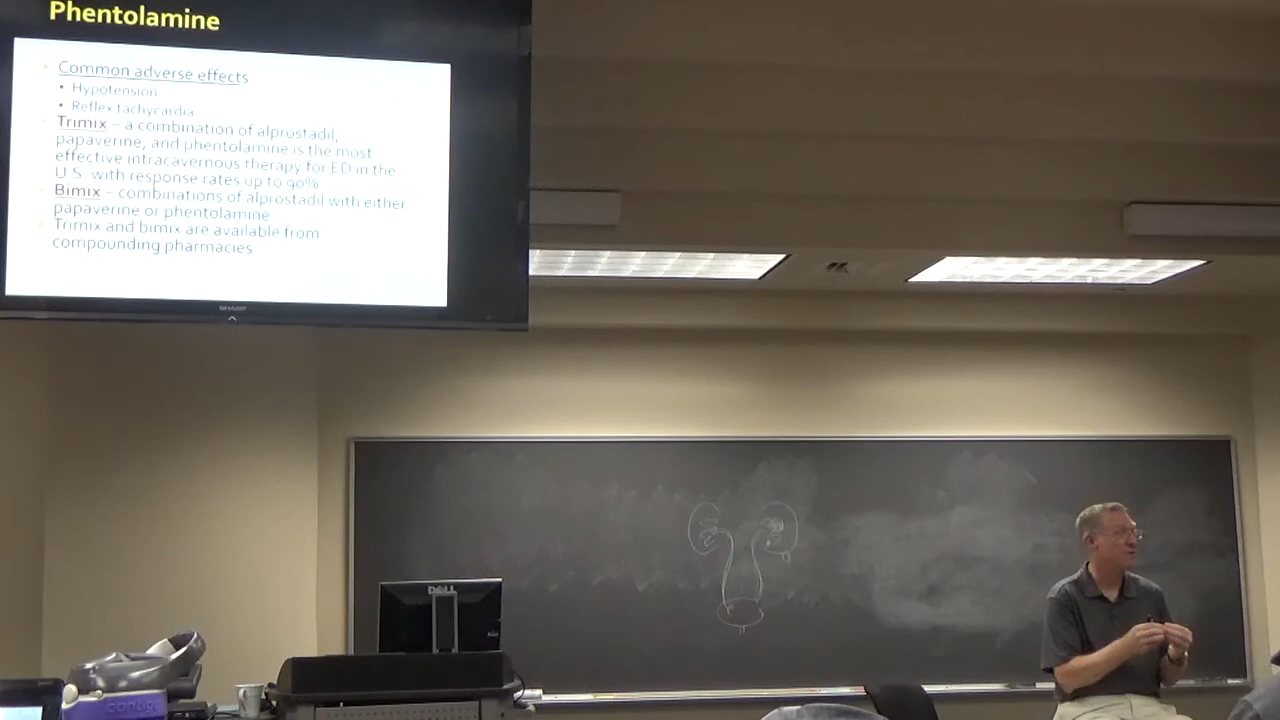 Phentolamine
Common adverse effects
Hypotension
Reflex tachycardia
Trimix – a combination of alprostadil,
papaverine, and phentolamine is the most
effective intracavernous therapy for ED in the
U.S. with response rates up to 90%
Bimix – combinations of alprostadil with either
papaverine or phentolamine
Trimix and bimix are available from
compounding pharmacies
SHARP
DELL
contigo